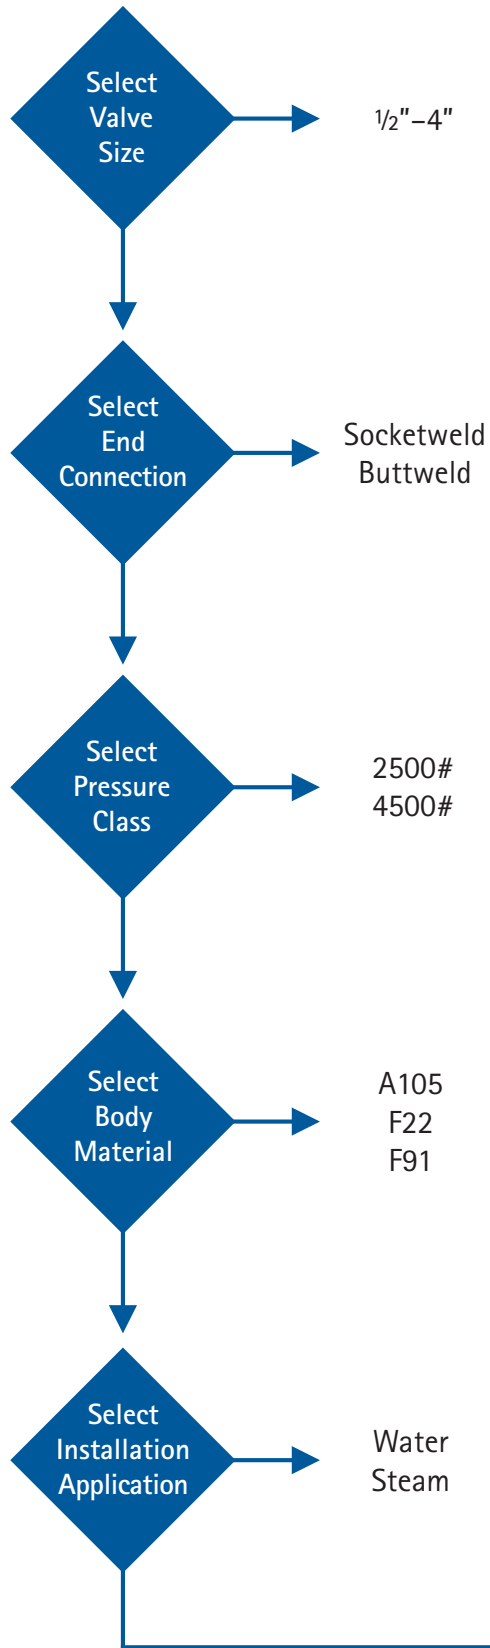 Select
Valve
Size
½"–4"
Select
End
Connection
Socketweld
Buttweld
Select
Pressure
Class
2500#
4500#
Select
Body
Material
A105
F22
F91
Select
Installation
Application
Water
Steam